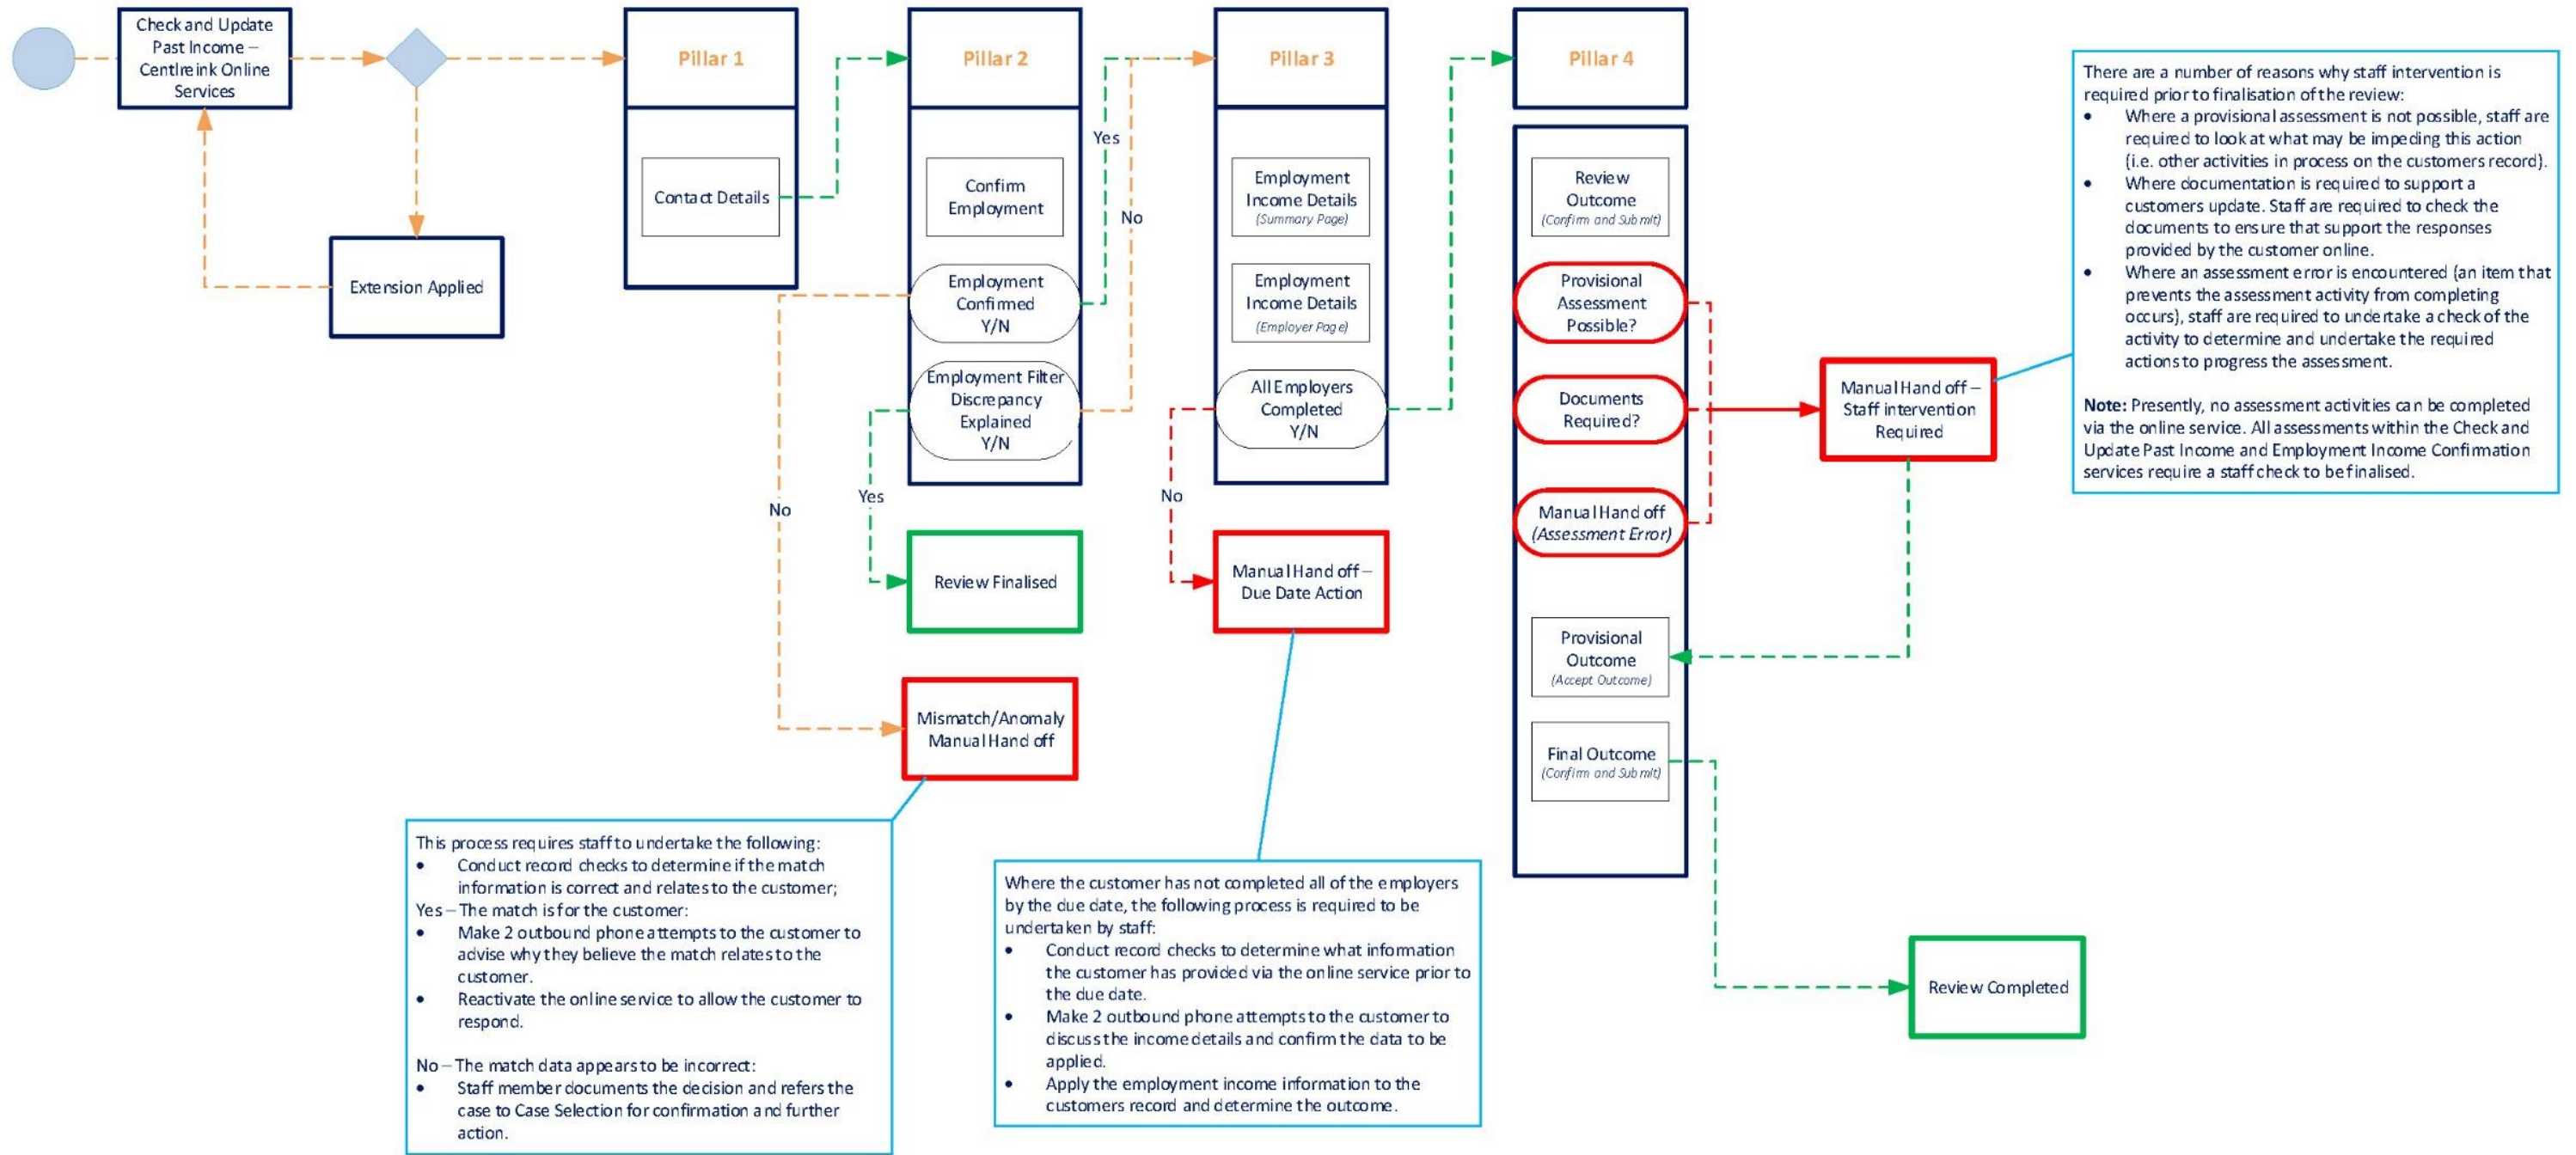 Check and Update
Past Income –
Centlreink Online
Services
Extension Applied
Pillar 1
Contact Details
Pillar 2
Confirm
Employment
Employment
Confirmed
Y/N
Employment Filter
Discrepancy
Explained
Y/N
Yes
No
No
Yes
Review Finalised
Mismatch/Anomaly
Manual Hand off
Pillar 3
Employment
Income Details
(Summary Page)
Employment
Income Details
(Employer Page)
All Employers
Completed
Y/N
No
Manual Hand off –
Due Date Action
Pillar 4
Review
Outcome
(Confirm and Submit)
Provisional
Assessment
Possible?
Documents
Required?
Manual Hand off
(Assessment Error)
Provisional
Outcome
(Accept Outcome)
Final Outcome
(Confirm and Submit)
Manual Hand off –
Staff intervention
Required
Review Completed
There are a number of reasons why staff intervention is
required prior to finalisation of the review:
• Where a provisional assessment is not possible, staff are
required to look at what may be impeding this action
(i.e. other activities in process on the customers record).
• Where documentation is required to support a
customers update. Staff are required to check the
documents to ensure that support the responses
provided by the customer online.
• Where an assessment error is encountered (an item that
prevents the assessment activity from completing
occurs), staff are required to undertake a check of the
activity to determine and undertake the required
actions to progress the assessment.
Note: Presently, no assessment activities can be completed
via the online service. All assessments within the Check and
Update Past Income and Employment Income Confirmation
services require a staff check to be finalised.
This process requires staff to undertake the following:
• Conduct record checks to determine if the match
information is correct and relates to the customer;
Yes – The match is for the customer:
• Make 2 outbound phone attempts to the customer to
advise why they believe the match relates to the
customer.
• Reactivate the online service to allow the customer to
respond.
No – The match data appears to be incorrect:
• Staff member documents the decision and refers the
case to Case Selection for confirmation and further
action.
Where the customer has not completed all of the employers
by the due date, the following process is required to be
undertaken by staff:
• Conduct record checks to determine what information
the customer has provided via the online service prior to
the due date.
• Make 2 outbound phone attempts to the customer to
discuss the income details and confirm the data to be
applied.
• Apply the employment income information to the
customers record and determine the outcome.